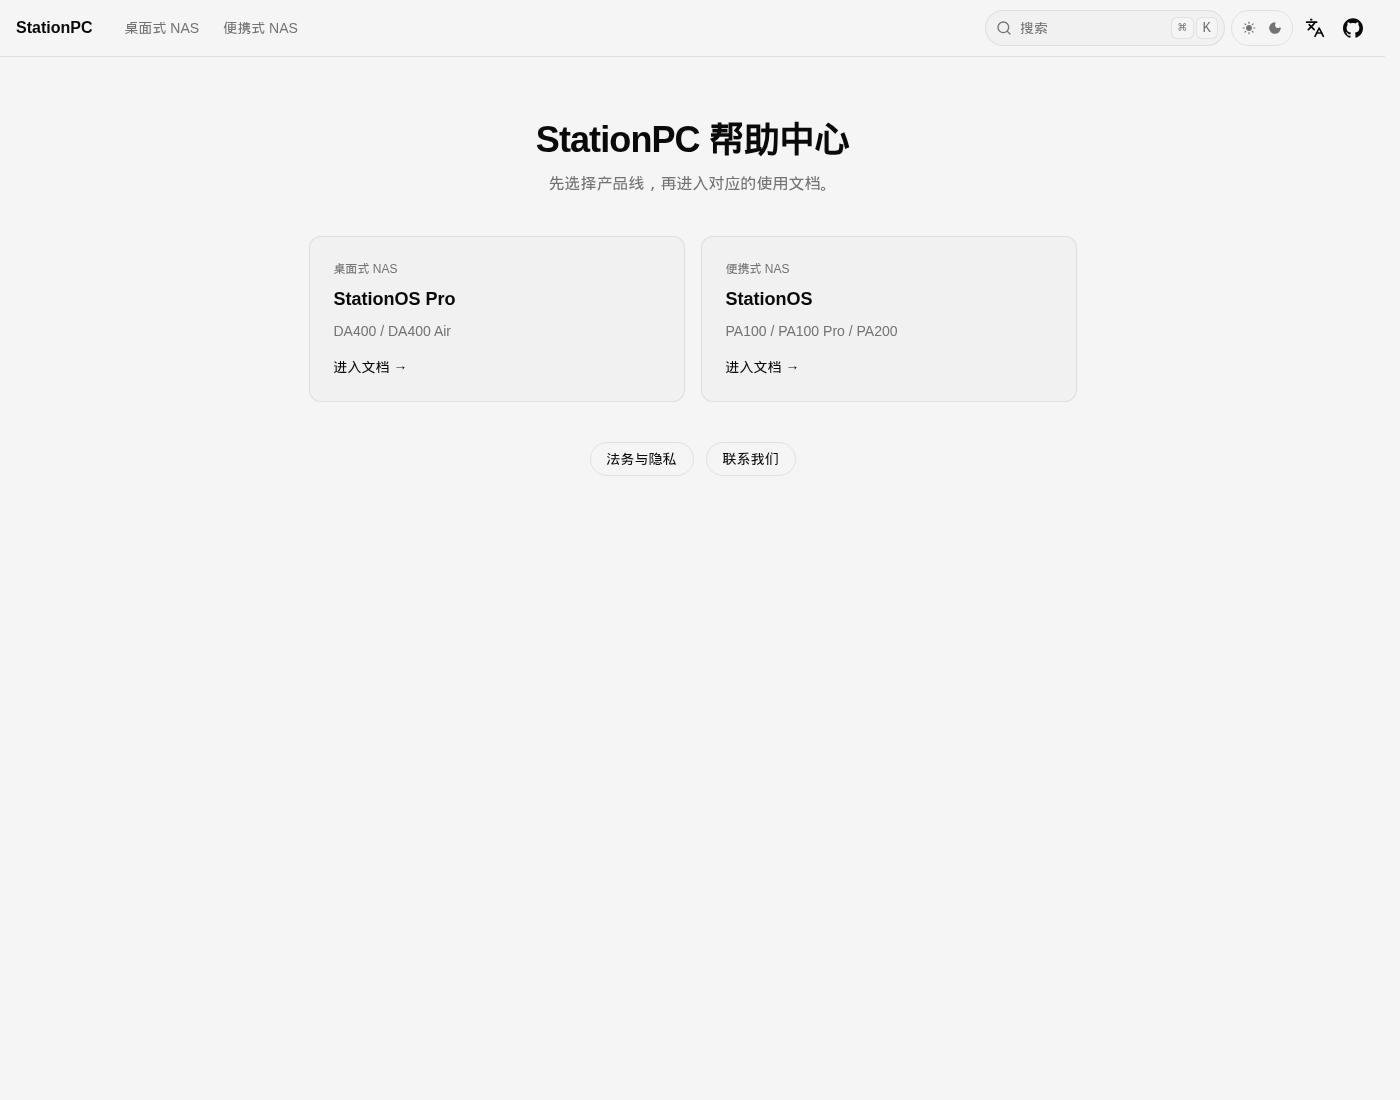 StationPC
桌面式 NAS
便携式 NAS
搜索
⌘ K
StationPC 帮助中心
先选择产品线，再进入对应的使用文档。
桌面式 NAS
StationOS Pro
DA400 / DA400 Air
进入文档 →
便携式 NAS
StationOS
PA100 / PA100 Pro / PA200
进入文档 →
法务与隐私
联系我们